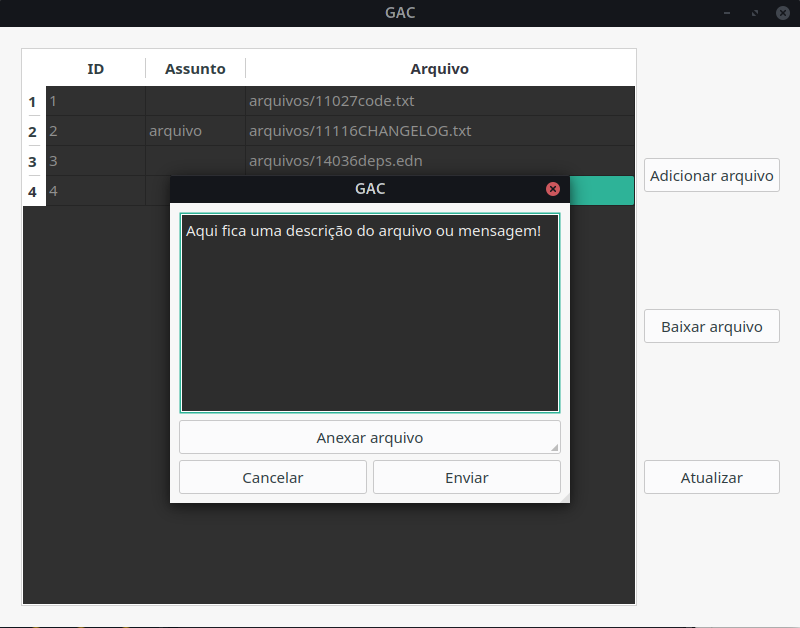 GAC
ID Assunto Arquivo
1 1 arquivos/11027code.txt
2 2 arquivo arquivos/11116CHANGELOG.txt
3 3 arquivos/14036deps.edn
4 4
Adicionar arquivo
Baixar arquivo
Atualizar
GAC
Aqui fica uma descrição do arquivo ou mensagem!
Anexar arquivo
Cancelar Enviar